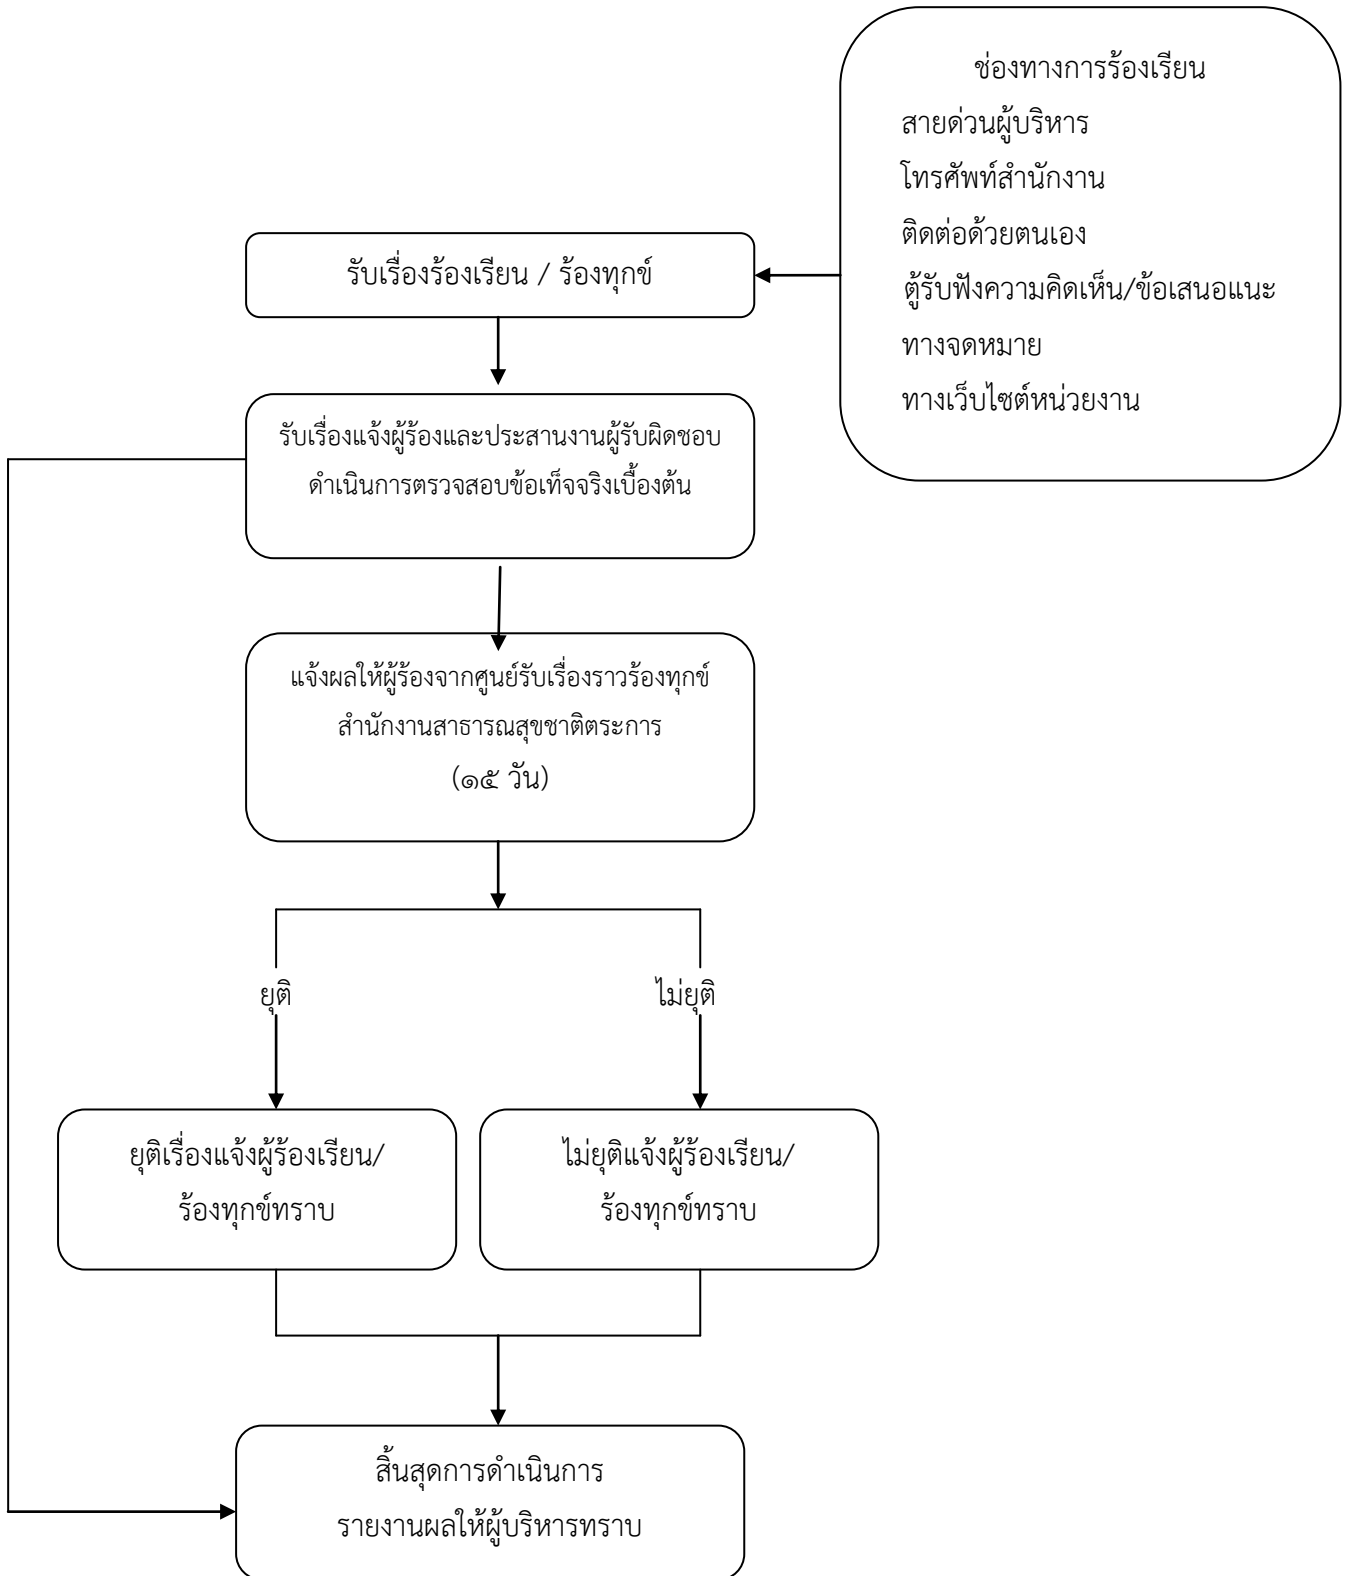 ช่องทางการร้องเรียน
สายด่วนผู้บริหาร
โทรศัพท์สำนักงาน
ติดต่อด้วยตนเอง
ตู้รับฟังความคิดเห็น/ข้อเสนอแนะ
ทางจดหมาย
ทางเว็บไซต์หน่วยงาน
รับเรื่องร้องเรียน / ร้องทุกข์
รับเรื่องแจ้งผู้ร้องและประสานงานผู้รับผิดชอบ
ดำเนินการตรวจสอบข้อเท็จจริงเบื้องต้น
แจ้งผลให้ผู้ร้องจากศูนย์รับเรื่องราวร้องทุกข์
สำนักงานสาธารณสุขชาติตระการ
(๑๕ วัน)
ยุติ
ไม่ยุติ
ยุติเรื่องแจ้งผู้ร้องเรียน/
ร้องทุกข์ทราบ
ไม่ยุติแจ้งผู้ร้องเรียน/
ร้องทุกข์ทราบ
สิ้นสุดการดำเนินการ
รายงานผลให้ผู้บริหารทราบ